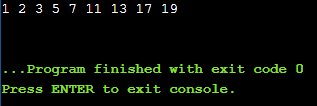 1 2 3 5 7 11 13 17 19
...Program finished with exit code 0
Press ENTER to exit console.